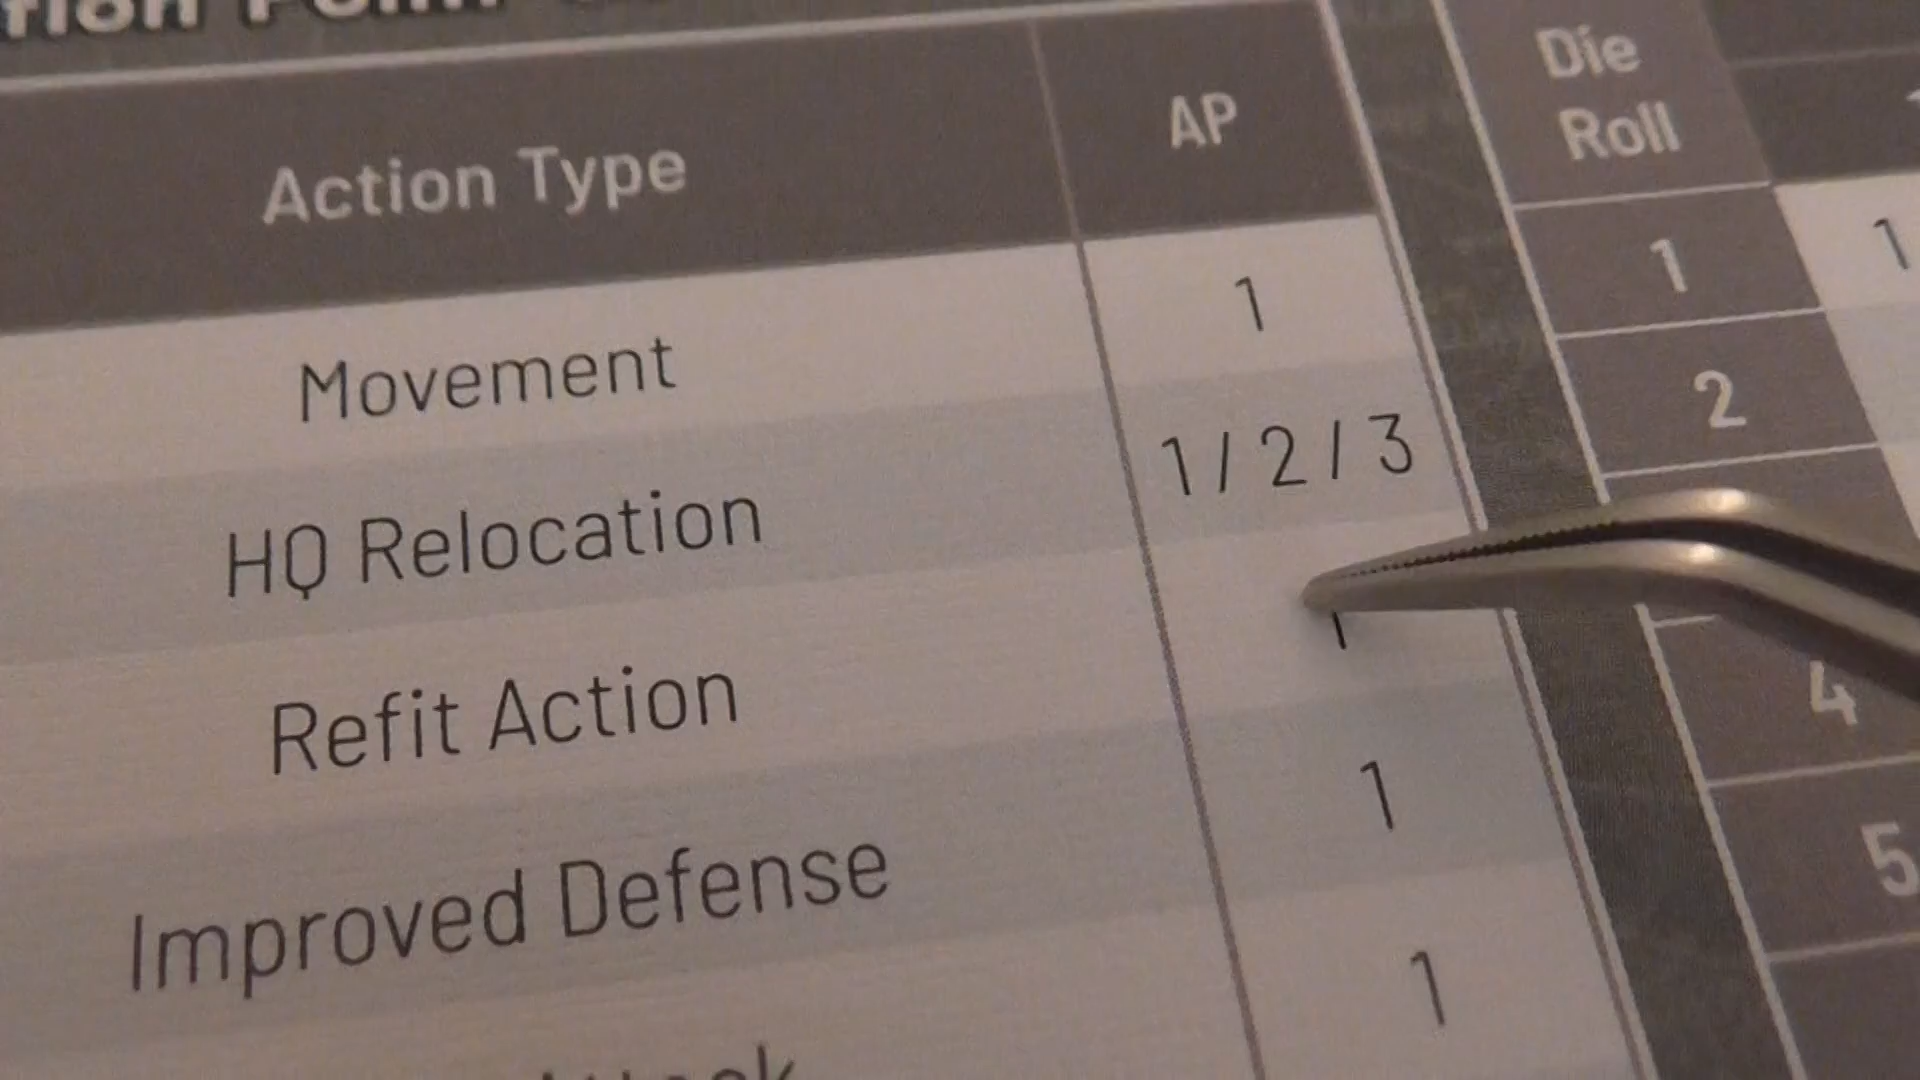 Action Type AP
Movement 1
HQ Relocation 1 / 2 / 3
Refit Action 1
Improved Defense 1
1
Die
Roll
1 1
2
4
5